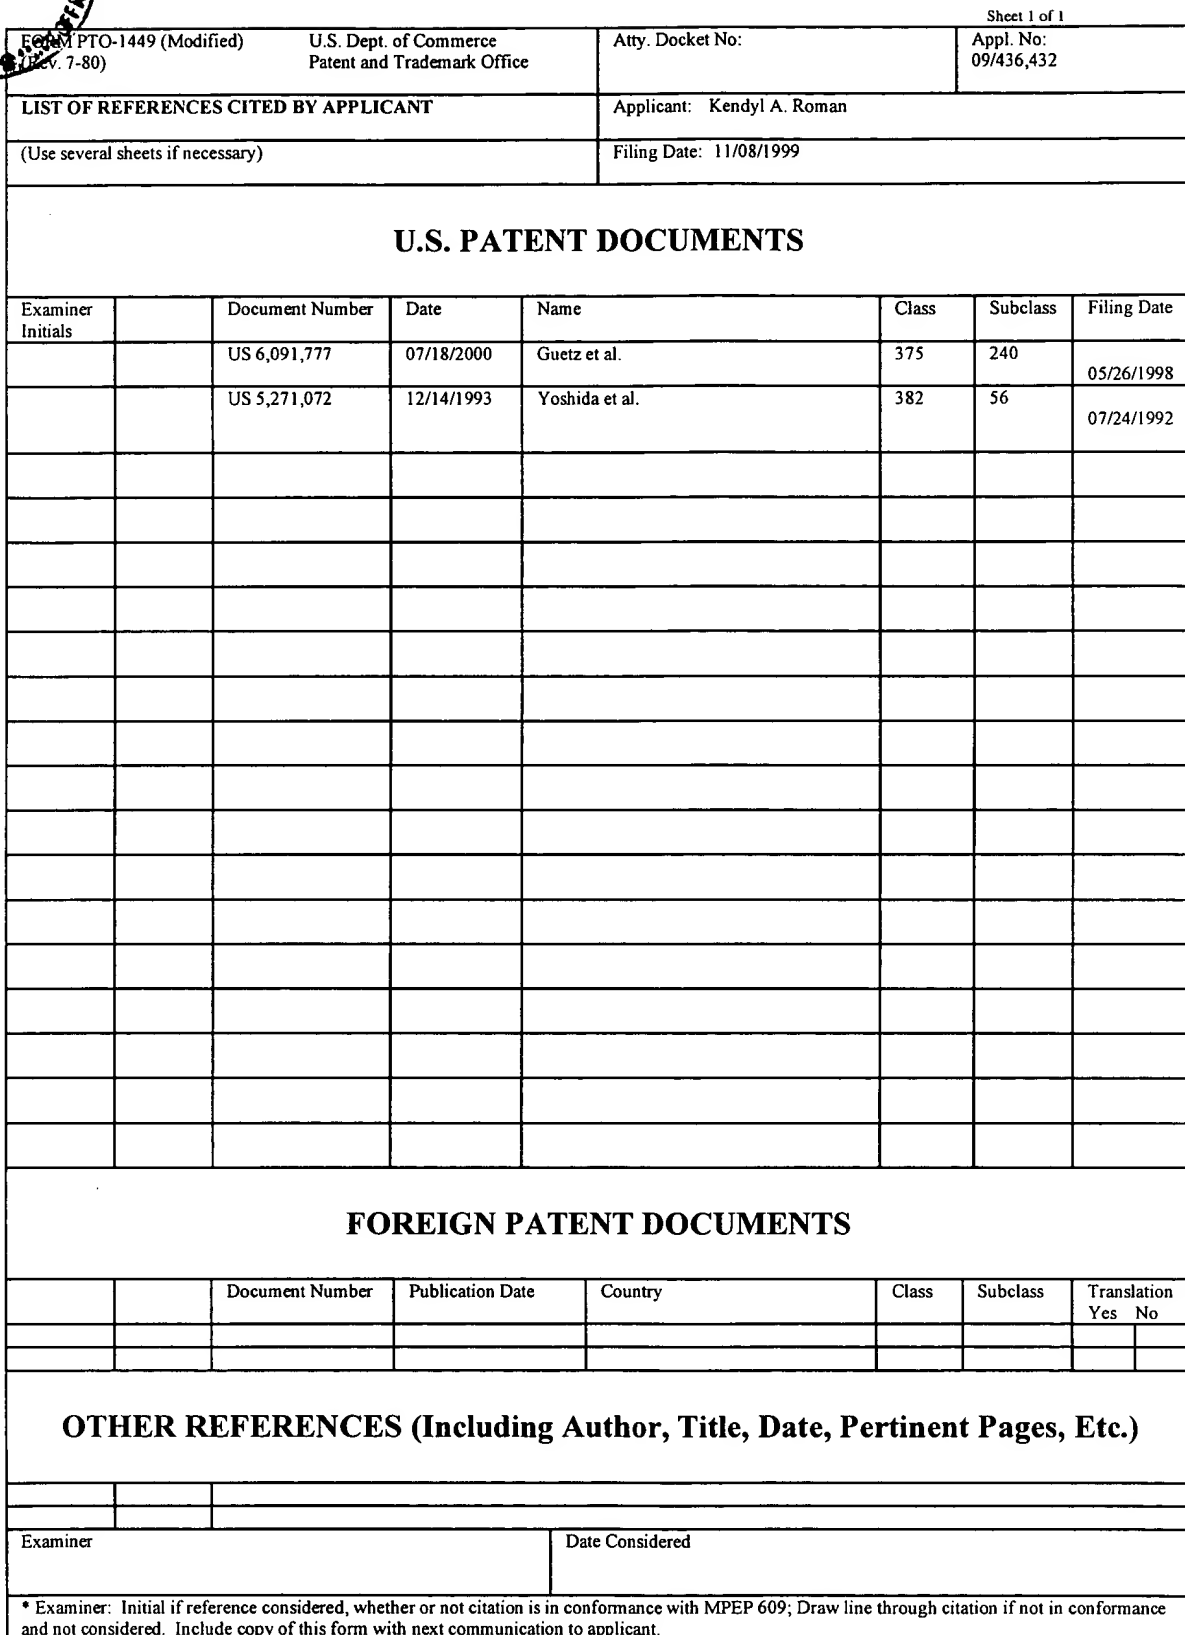 Sheet 1 of 1
FORM PTO-1449 (Modified) U.S. Dept. of Commerce Atty. Docket No: Appl. No:
(Rev. 7-80) Patent and Trademark Office 09/436,432
LIST OF REFERENCES CITED BY APPLICANT Applicant: Kendyl A. Roman
(Use several sheets if necessary) Filing Date: 11/08/1999
U.S. PATENT DOCUMENTS
Examiner Document Number Date Name Class Subclass Filing Date
Initials
US 6,091,777 07/18/2000 Guetz et al. 375 240
05/26/1998
US 5,271,072 12/14/1993 Yoshida et al. 382 56
07/24/1992
FOREIGN PATENT DOCUMENTS
Document Number Publication Date Country Class Subclass Translation
Yes No
OTHER REFERENCES (Including Author, Title, Date, Pertinent Pages, Etc.)
Examiner Date Considered
* Examiner: Initial if reference considered, whether or not citation is in conformance with MPEP 609; Draw line through citation if not in conformance
and not considered. Include copy of this form with next communication to applicant.